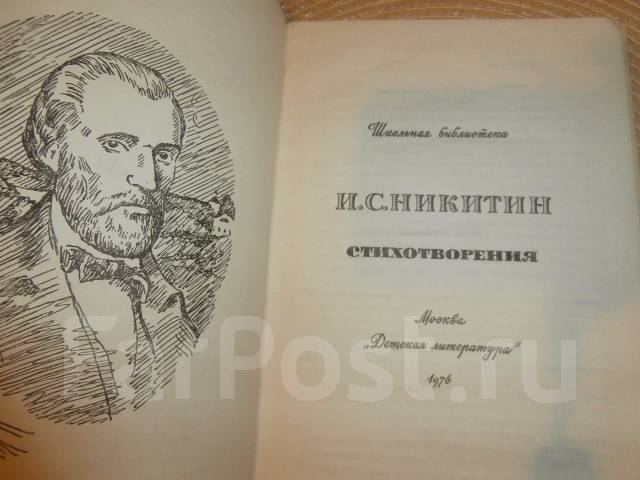 Школьная библиотека
И.С.НИКИТИН
СТИХОТВОРЕНИЯ
Москва
„Детская литература“
1976
FarPost.ru